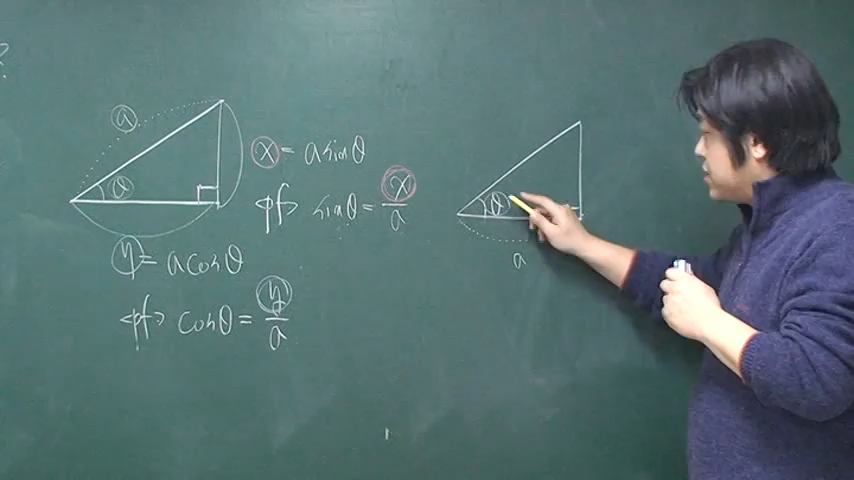 ?
a
θ
x = a sin θ
<pf> sin θ = x/a
y = a cos θ
<pf> cos θ = y/a
θ
a